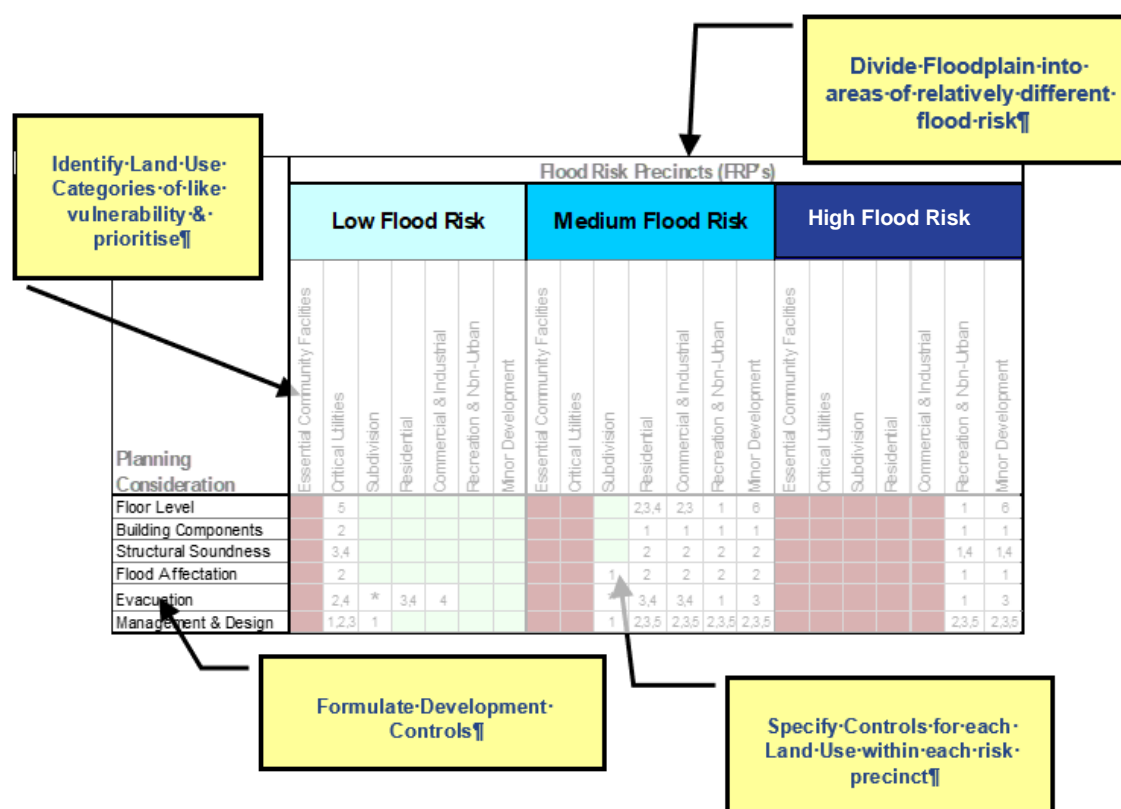 Divide·Floodplain·into·
areas·of·relatively·different·
flood·risk¶
Identify·Land·Use·
Categories·of·like·
vulnerability·&·
prioritise¶
Flood Risk Precincts (FRP's)
Low Flood Risk Medium Flood Risk High Flood Risk
Planning
Consideration
Essential Community Facilities
Critical Utilities
Subdivision
Residential
Commercial & Industrial
Recreation & Non-Urban
Minor Development
Essential Community Facilities
Critical Utilities
Subdivision
Residential
Commercial & Industrial
Recreation & Non-Urban
Minor Development
Essential Community Facilities
Critical Utilities
Subdivision
Residential
Commercial & Industrial
Recreation & Non-Urban
Minor Development
Floor Level 5 2,3,4 2,3 1 6 1 6
Building Components 2 1 1 1 1 1 1
Structural Soundness 3,4 2 2 2 2 1,4 1,4
Flood Affectation 2 1 2 2 2 2 1 1
Evacuation 2,4 * 3,4 4 3,4 3,4 1 3 1 3
Management & Design 1,2,3 1 1 2,3,5 2,3,5 2,3,5 2,3,5 2,3,5 2,3,5
Formulate·Development·
Controls¶
Specify·Controls·for·each·
Land·Use·within·each·risk·
precinct¶